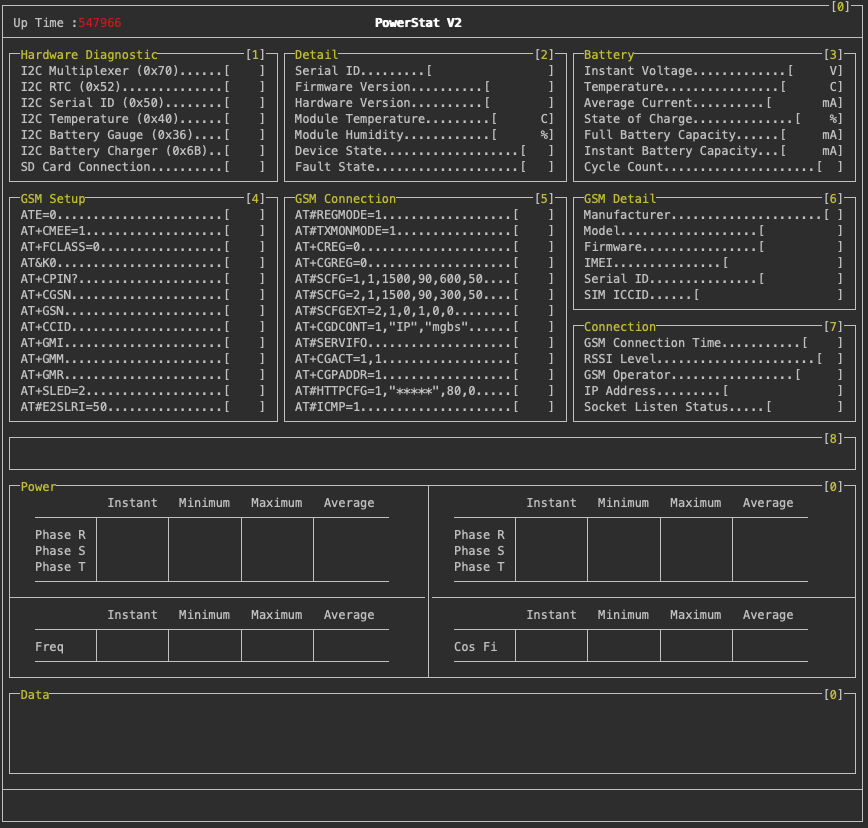 [0]
Up Time :547966 PowerStat V2
Hardware Diagnostic [1]
I2C Multiplexer (0x70)......[ ]
I2C RTC (0x52)..............[ ]
I2C Serial ID (0x50)........[ ]
I2C Temperature (0x40)......[ ]
I2C Battery Gauge (0x36)....[ ]
I2C Battery Charger (0x6B)..[ ]
SD Card Connection..........[ ]
Detail [2]
Serial ID.........[ ]
Firmware Version..........[ ]
Hardware Version..........[ ]
Module Temperature.........[ C]
Module Humidity............[ %]
Device State...................[ ]
Fault State....................[ ]
Battery [3]
Instant Voltage.............[ V]
Temperature................[ C]
Average Current..........[ mA]
State of Charge..............[ %]
Full Battery Capacity......[ mA]
Instant Battery Capacity...[ mA]
Cycle Count.....................[ ]
GSM Setup [4]
ATE=0.......................[ ]
AT+CMEE=1...................[ ]
AT+FCLASS=0.................[ ]
AT&K0.......................[ ]
AT+CPIN?....................[ ]
AT+CGSN.....................[ ]
AT+GSN......................[ ]
AT+CCID.....................[ ]
AT+GMI......................[ ]
AT+GMM......................[ ]
AT+GMR......................[ ]
AT+SLED=2...................[ ]
AT#E2SLRI=50................[ ]
GSM Connection [5]
AT#REGMODE=1..................[ ]
AT#TXMONMODE=1................[ ]
AT+CREG=0.....................[ ]
AT+CGREG=0....................[ ]
AT#SCFG=1,1,1500,90,600,50....[ ]
AT#SCFG=2,1,1500,90,300,50....[ ]
AT#SCFGEXT=2,1,0,1,0,0........[ ]
AT+CGDCONT=1,"IP","mgbs"......[ ]
AT#SERVIFO....................[ ]
AT+CGACT=1,1..................[ ]
AT+CGPADDR=1..................[ ]
AT#HTTPCFG=1,"*****",80,0.....[ ]
AT#ICMP=1.....................[ ]
GSM Detail [6]
Manufacturer.....................[ ]
Model...................[ ]
Firmware................[ ]
IMEI...............[ ]
Serial ID...............[ ]
SIM ICCID......[ ]
Connection [7]
GSM Connection Time...........[ ]
RSSI Level......................[ ]
GSM Operator.................[ ]
IP Address.........[ ]
Socket Listen Status.....[ ]
[8]
Power [0]
Instant Minimum Maximum Average
Phase R
Phase S
Phase T
Instant Minimum Maximum Average
Phase R
Phase S
Phase T
Instant Minimum Maximum Average
Freq
Instant Minimum Maximum Average
Cos Fi
Data [0]